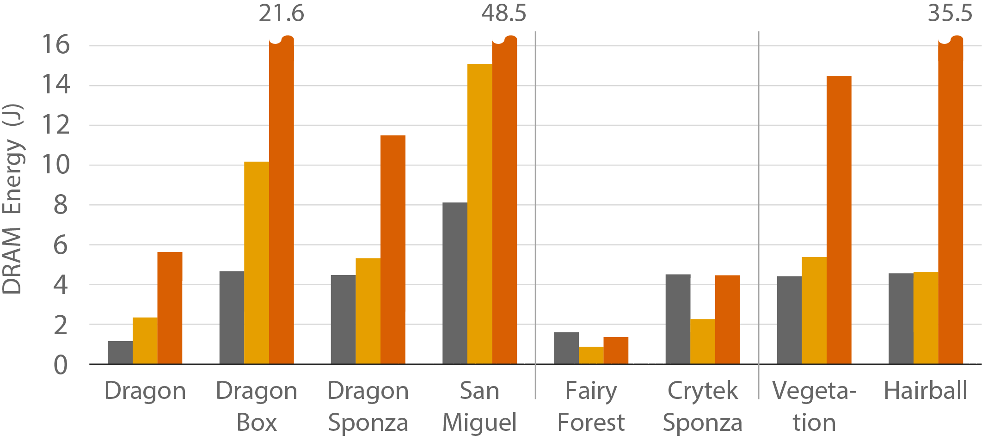 21.6
48.5
35.5
16
14
12
10
8
6
4
2
0
DRAM Energy (J)
Dragon
Dragon
Box
Dragon
Sponza
San
Miguel
Fairy
Forest
Crytek
Sponza
Vegeta-
tion
Hairball